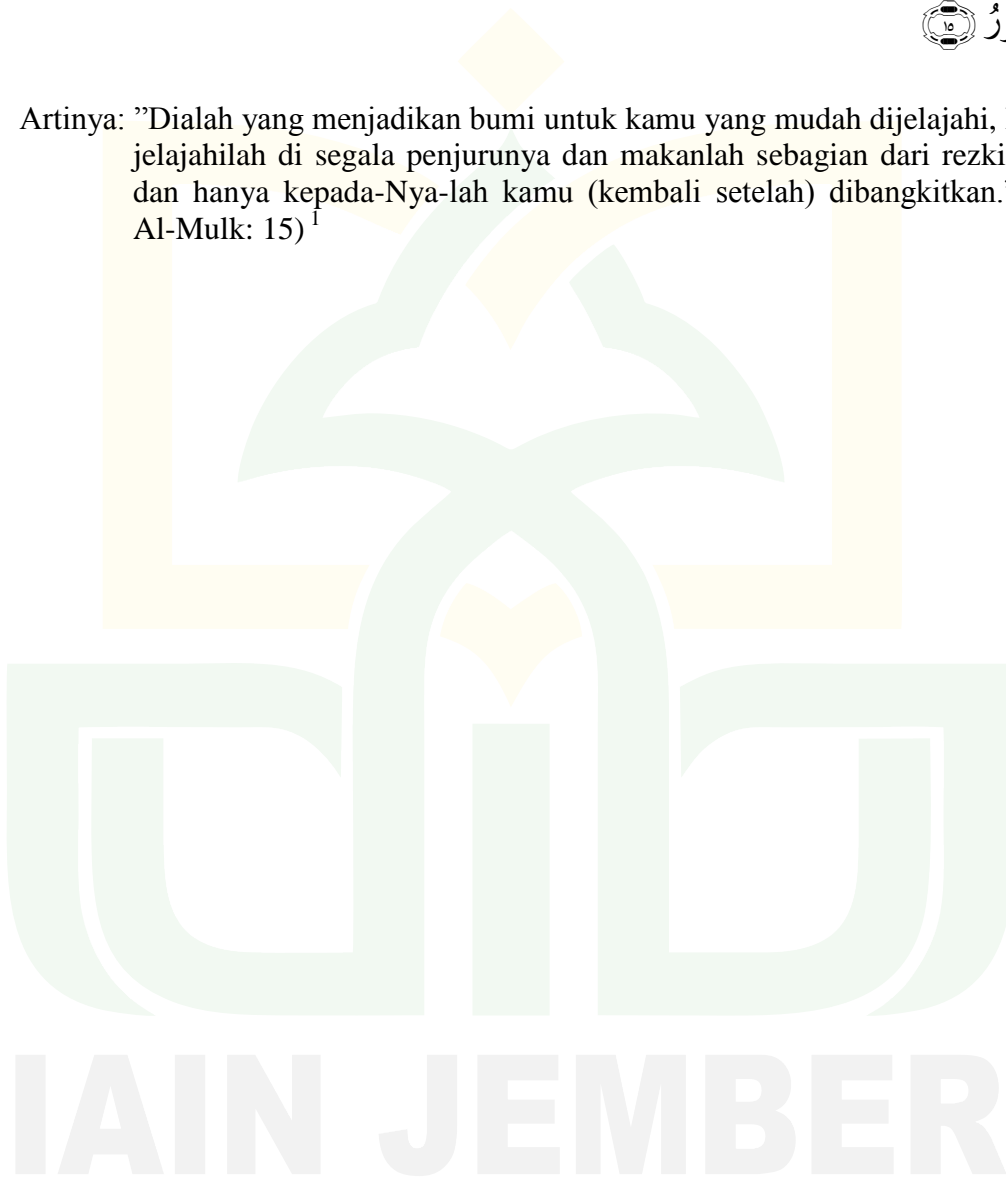 ۱٥
Artinya: ”Dialah yang menjadikan bumi untuk kamu yang mudah dijelajahi,
jelajahilah di segala penjurunya dan makanlah sebagian dari rezki
dan hanya kepada-Nya-lah kamu (kembali setelah) dibangkitkan.”
Al-Mulk: 15) 1
IAIN JEMBER